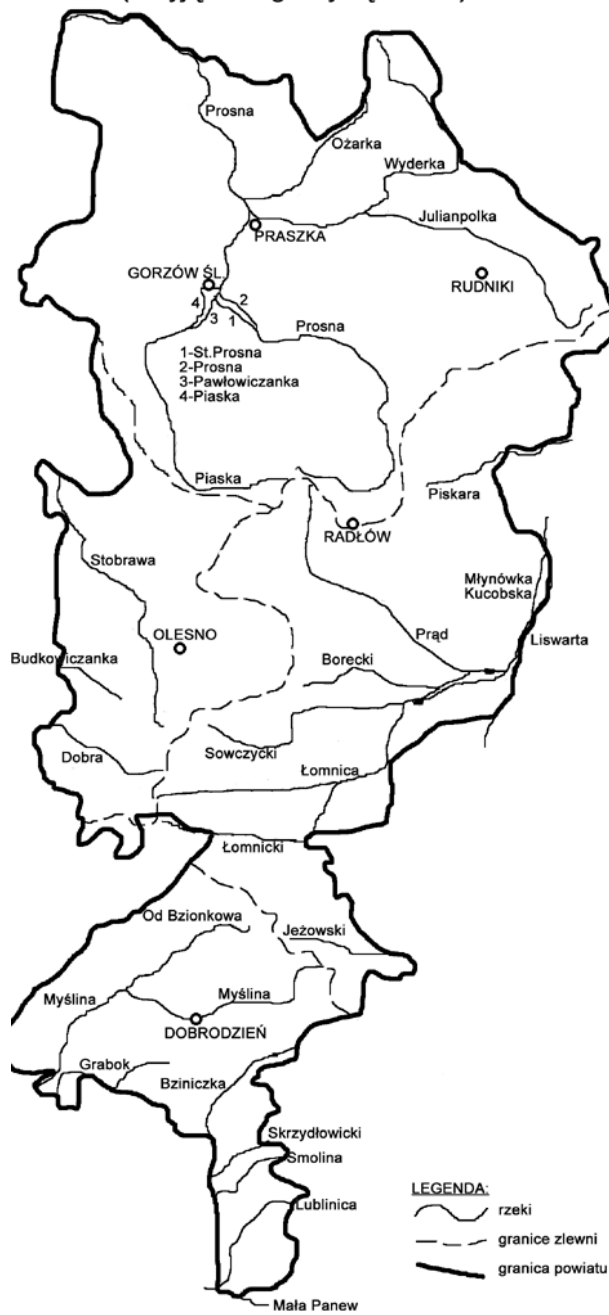 Prosna
Ożarka
Wyderka
Julianpolka
PRASZKA
GORZÓW ŚL.
RUDNIKI
4
2
3
1
Prosna
1-St.Prosna
2-Prosna
3-Pawłowiczanka
4-Piaska
Piaska
Piskara
RADŁÓW
Stobrawa
Młynówka
Kucobska
Prąd
Liswarta
OLESNO
Borecki
Budkowiczanka
Sowczycki
Dobra
Łomnica
Łomnicki
Od Bzionkowa
Jeżowski
Myślina
Myślina
DOBRODZIEŃ
Grabok
Bziniczka
Skrzydłowicki
Smolina
Lublinica
LEGENDA:
rzeki
granice zlewni
granica powiatu
Mała Panew